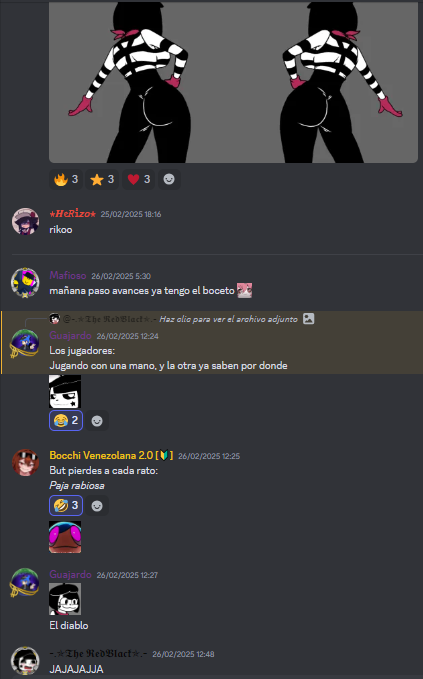 3 3 3
★HeRizo★ 25/02/2025 18:16
rikoo
Mafioso 26/02/2025 5:30
mañana paso avances ya tengo el boceto
@-.☆𝕿𝖍𝖊 𝕽𝖊𝖉𝕭𝖑𝖆𝖈𝖐☆.- Haz clic para ver el archivo adjunto
Guajardo 26/02/2025 12:24
Los jugadores:
Jugando con una mano, y la otra ya saben por donde
2
Bocchi Venezolana 2.0 [🔰] 26/02/2025 12:25
But pierdes a cada rato:
Paja rabiosa
3
Guajardo 26/02/2025 12:27
El diablo
-.☆𝕿𝖍𝖊 𝕽𝖊𝖉𝕭𝖑𝖆𝖈𝖐☆.- 26/02/2025 12:48
JAJAJAJJA